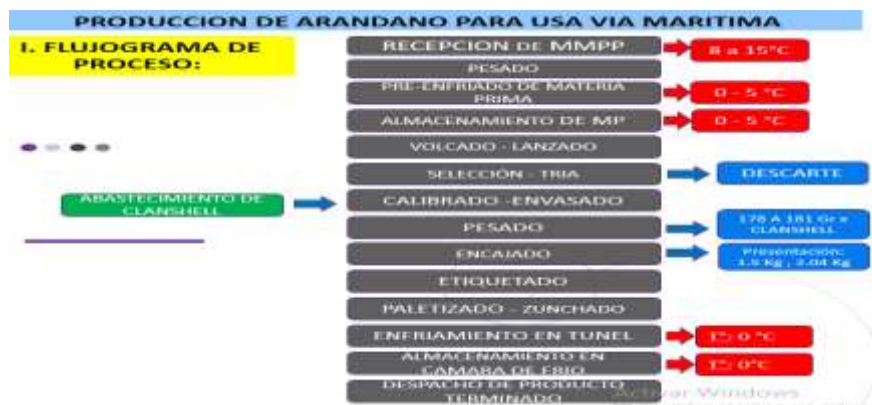 PRODUCCION DE ARANDANO PARA USA VIA MARITIMA
I. FLUJOGRAMA DE
PROCESO:
RECEPCION DE MMPP
8 a 15°C
PESADO
PRE-ENFRIADO DE MATERIA
PRIMA
0 - 5 °C
ALMACENAMIENTO DE MP
0 - 5 °C
VOLCADO - LANZADO
SELECCIÓN - TRIA
DESCARTE
ABASTECIMIENTO DE
CLANSHELL
CALIBRADO -ENVASADO
PESADO
178 A 181 Gr x
CLANSHELL
ENCAJADO
Presentación:
1.5 Kg , 2.04 Kg
ETIQUETADO
PALETIZADO - ZUNCHADO
ENFRIAMIENTO EN TUNEL
T°: 0 °C
ALMACENAMIENTO EN
CAMARA DE FRIO
T°: 0°C
DESPACHO DE PRODUCTO
TERMINADO
Activar Windows